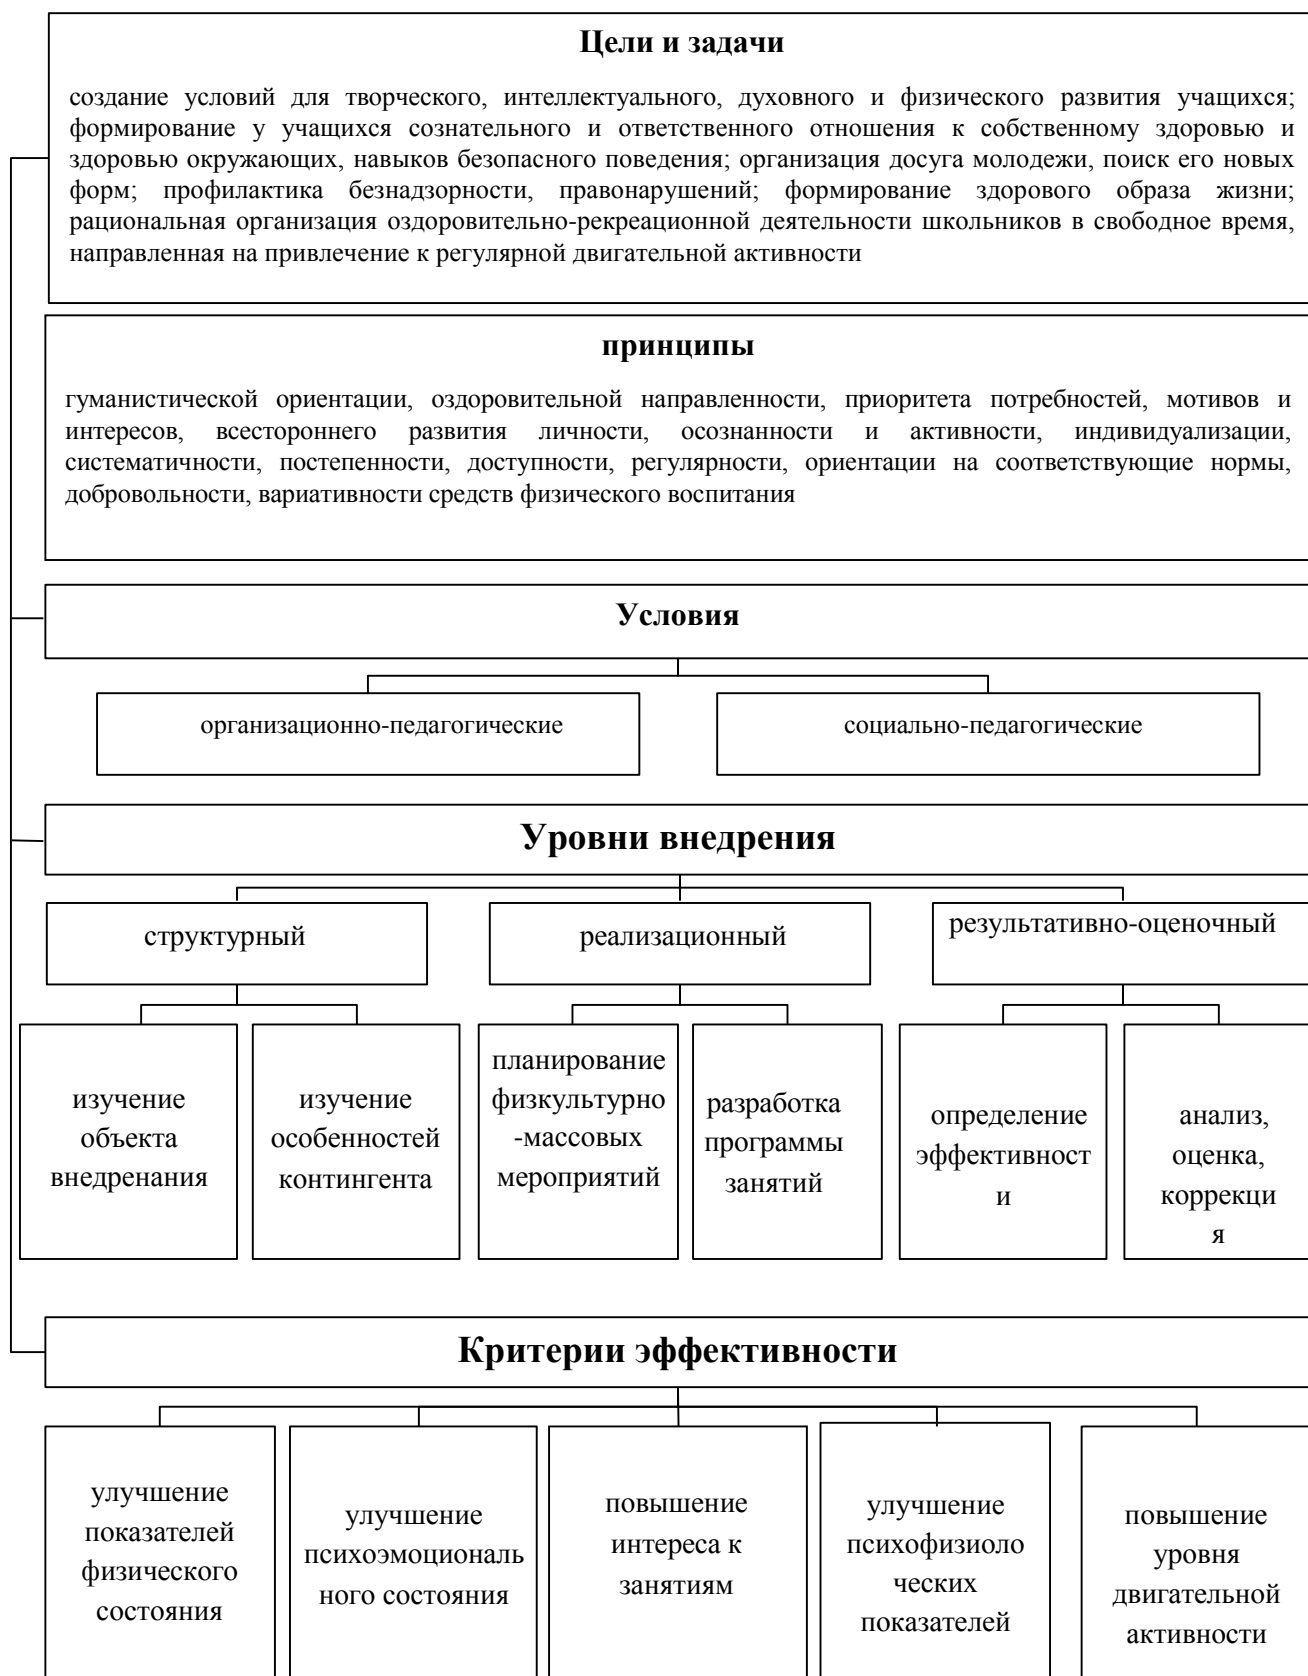 Цели и задачи
создание условий для творческого, интеллектуального, духовного и физического развития учащихся;
формирование у учащихся сознательного и ответственного отношения к собственному здоровью и
здоровью окружающих, навыков безопасного поведения; организация досуга молодежи, поиск его новых
форм; профилактика безнадзорности, правонарушений; формирование здорового образа жизни;
рациональная организация оздоровительно-рекреационной деятельности школьников в свободное время,
направленная на привлечение к регулярной двигательной активности
принципы
гуманистической ориентации, оздоровительной направленности, приоритета потребностей, мотивов и
интересов, всестороннего развития личности, осознанности и активности, индивидуализации,
систематичности, постепенности, доступности, регулярности, ориентации на соответствующие нормы,
добровольности, вариативности средств физического воспитания
Условия
организационно-педагогические
социально-педагогические
Уровни внедрения
структурный
реализационный
результативно-оценочный
изучение
объекта
внедренания
изучение
особенностей
контингента
планирование
физкультурно
-массовых
мероприятий
разработка
программы
занятий
определение
эффективност
и
анализ,
оценка,
коррекци
я
Критерии эффективности
улучшение
показателей
физического
состояния
улучшение
психоэмоциональ
ного состояния
повышение
интереса к
занятиям
улучшение
психофизиоло
ческих
показателей
повышение
уровня
двигательной
активности